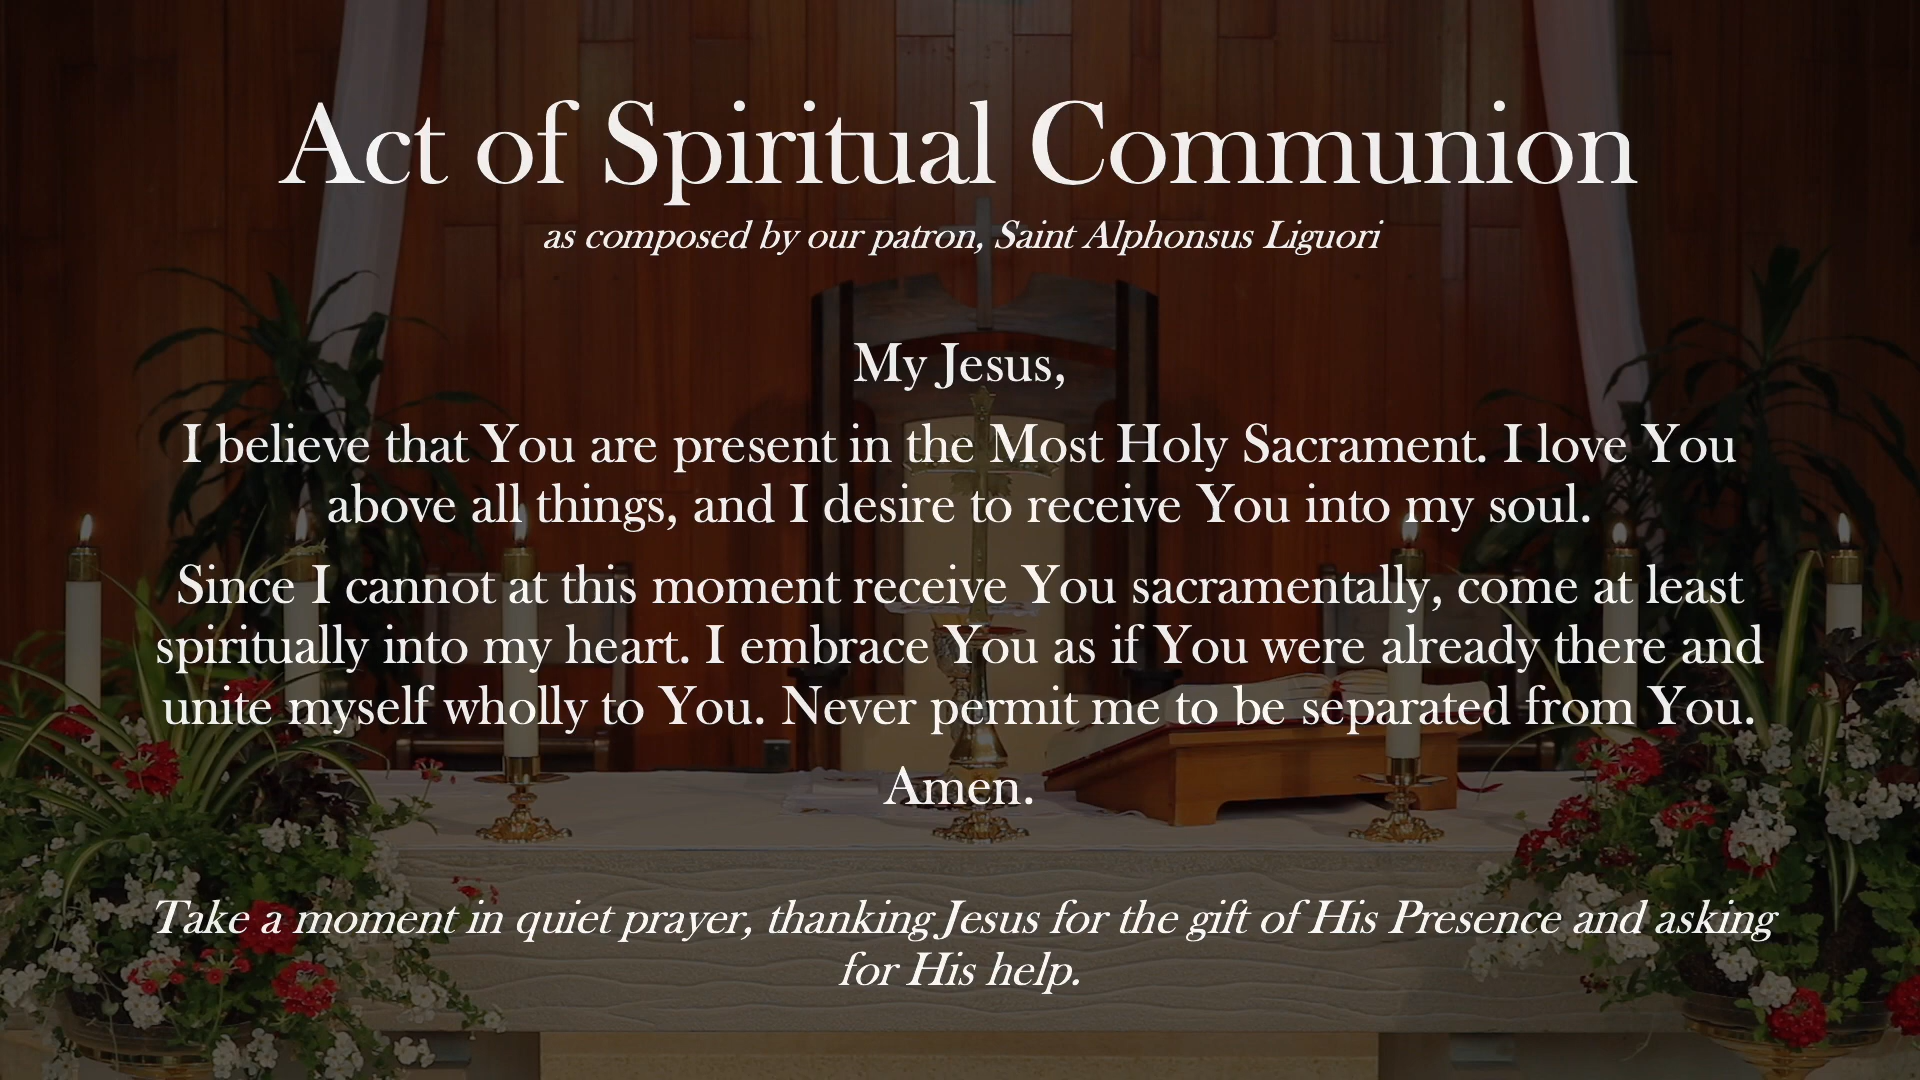 Act of Spiritual Communion
as composed by our patron, Saint Alphonsus Liguori
My Jesus,
I believe that You are present in the Most Holy Sacrament. I love You
above all things, and I desire to receive You into my soul.
Since I cannot at this moment receive You sacramentally, come at least
spiritually into my heart. I embrace You as if You were already there and
unite myself wholly to You. Never permit me to be separated from You.
Amen.
Take a moment in quiet prayer, thanking Jesus for the gift of His Presence and asking
for His help.